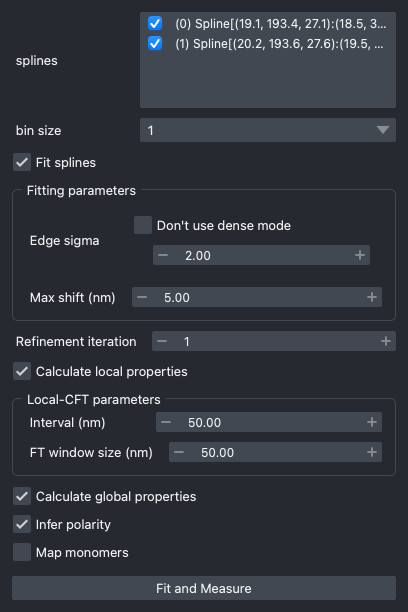 splines
(0) Spline[(19.1, 193.4, 27.1):(18.5, 3...
(1) Spline[(20.2, 193.6, 27.6):(19.5, ...
bin size
1
Fit splines
Fitting parameters
Edge sigma
Don't use dense mode
− 2.00 +
Max shift (nm)
− 5.00 +
Refinement iteration
− 1 +
Calculate local properties
Local-CFT parameters
Interval (nm)
− 50.00 +
FT window size (nm)
− 50.00 +
Calculate global properties
Infer polarity
Map monomers
Fit and Measure